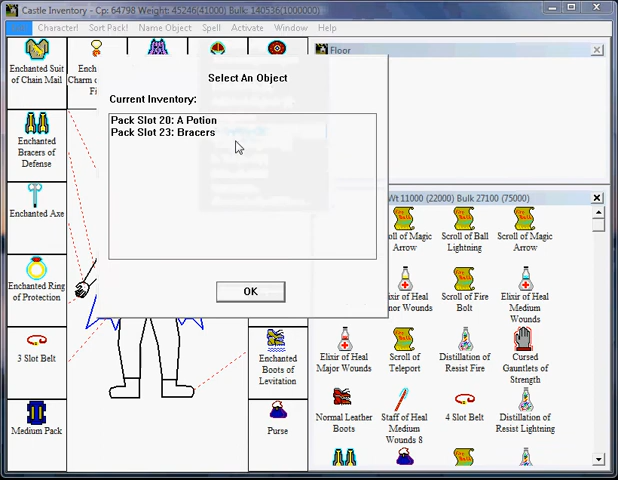 Castle Inventory - Cp: 64798 Weight: 45246(41000) Bulk: 140536(100000)
Character! Sort Pack! Weight Object! Spell Activate Window Help
Enchanted Suit of Chain Mail
Enchanted Bracers of Defense
Enchanted Axe
Enchanted Ring of Protection
3 Slot Belt
Medium Pack
Select An Object
Current Inventory:
Pack Slot 20: A Potion
Pack Slot 23: Bracers
OK
Enchanted Boots of Levitation
Purse
Floor
Wt 11000 (22000) Bulk 27100 (75000)
of Magic Arrow
Scroll of Ball Lightning
Scroll of Magic Arrow
of Heal
Wounds
Scroll of Fire Bolt
Elixir of Heal Medium Wounds
Elixir of Heal Major Wounds
Scroll of Teleport
Distillation of Resist Fire
Cursed Gauntlets of Strength
Normal Leather Boots
Staff of Heal Medium Wounds 8
4 Slot Belt
Distillation of Resist Lightning